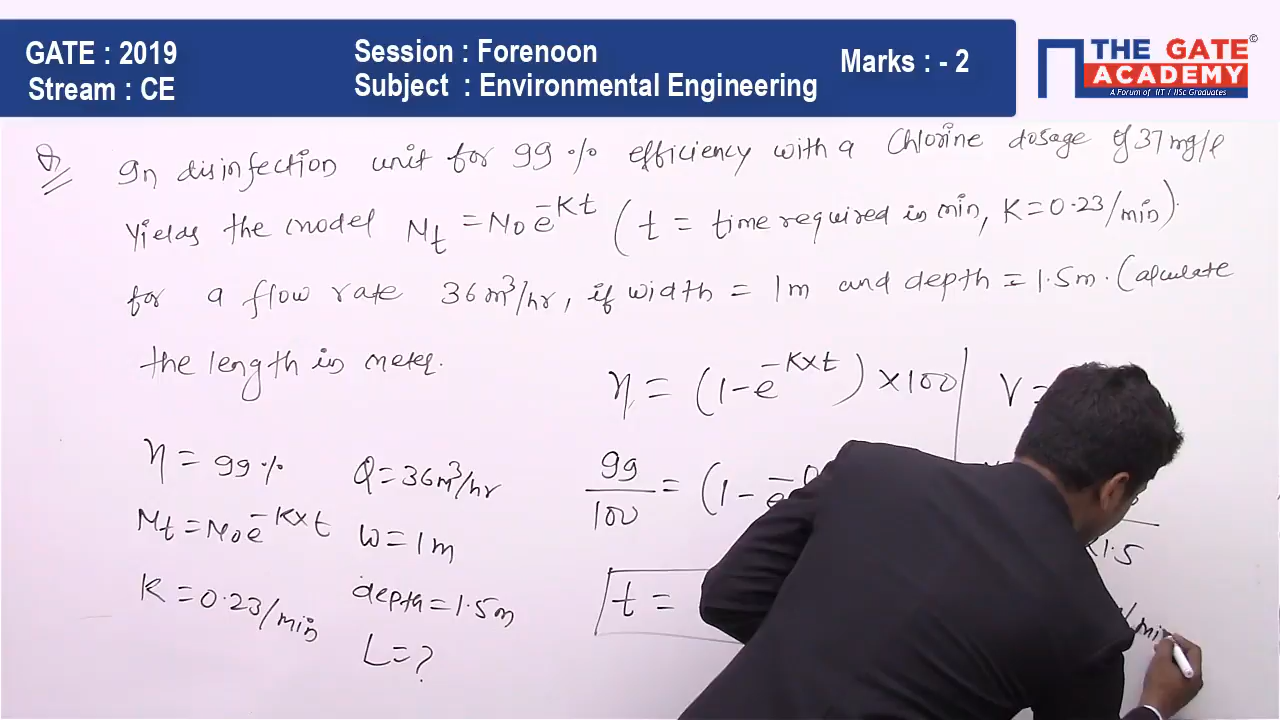 GATE : 2019
Stream : CE
Session : Forenoon
Subject : Environmental Engineering
Marks : - 2
THE GATE
ACADEMY
A Forum of IIT / IISc Graduates
©
Q In disinfection unit for 99 % efficiency with a Chlorine dosage of 37 mg/l
Yields the model Nt = N0 e^-Kt (t = time required in min, K = 0.23/min).
for a flow rate 36 m³/hr, if width = 1m and depth = 1.5m. Calculate
the length in meter.
η = 99 %
Nt = N0 e^-K×t
K = 0.23/min
Q = 36 m³/hr
w = 1m
depth = 1.5m
L = ?
η = (1 - e^-K×t) × 100
99/100 = (1 - e^-
t =
V =
1.5
/min